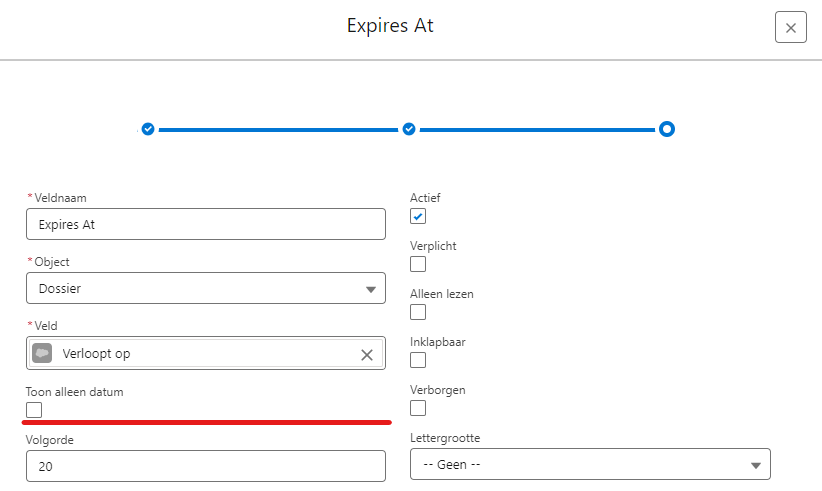 Expires At
* Veldnaam
Expires At
* Object
Dossier
* Veld
Verloopt op
Toon alleen datum
Volgorde
20
Actief
Verplicht
Alleen lezen
Inklapbaar
Verborgen
Lettergrootte
-- Geen --